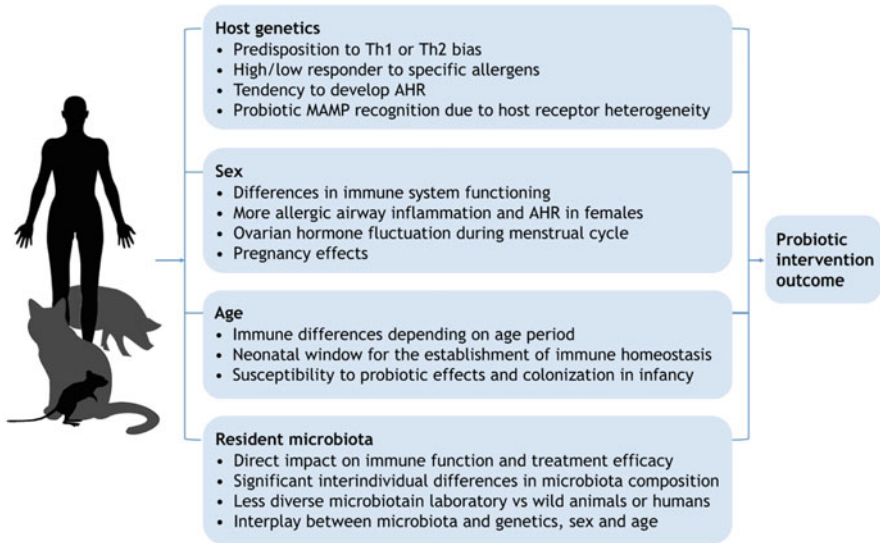 Host genetics
• Predisposition to Th1 or Th2 bias
• High/low responder to specific allergens
• Tendency to develop AHR
• Probiotic MAMP recognition due to host receptor heterogeneity
Sex
• Differences in immune system functioning
• More allergic airway inflammation and AHR in females
• Ovarian hormone fluctuation during menstrual cycle
• Pregnancy effects
Age
• Immune differences depending on age period
• Neonatal window for the establishment of immune homeostasis
• Susceptibility to probiotic effects and colonization in infancy
Resident microbiota
• Direct impact on immune function and treatment efficacy
• Significant interindividual differences in microbiota composition
• Less diverse microbiotain laboratory vs wild animals or humans
• Interplay between microbiota and genetics, sex and age
Probiotic
intervention
outcome